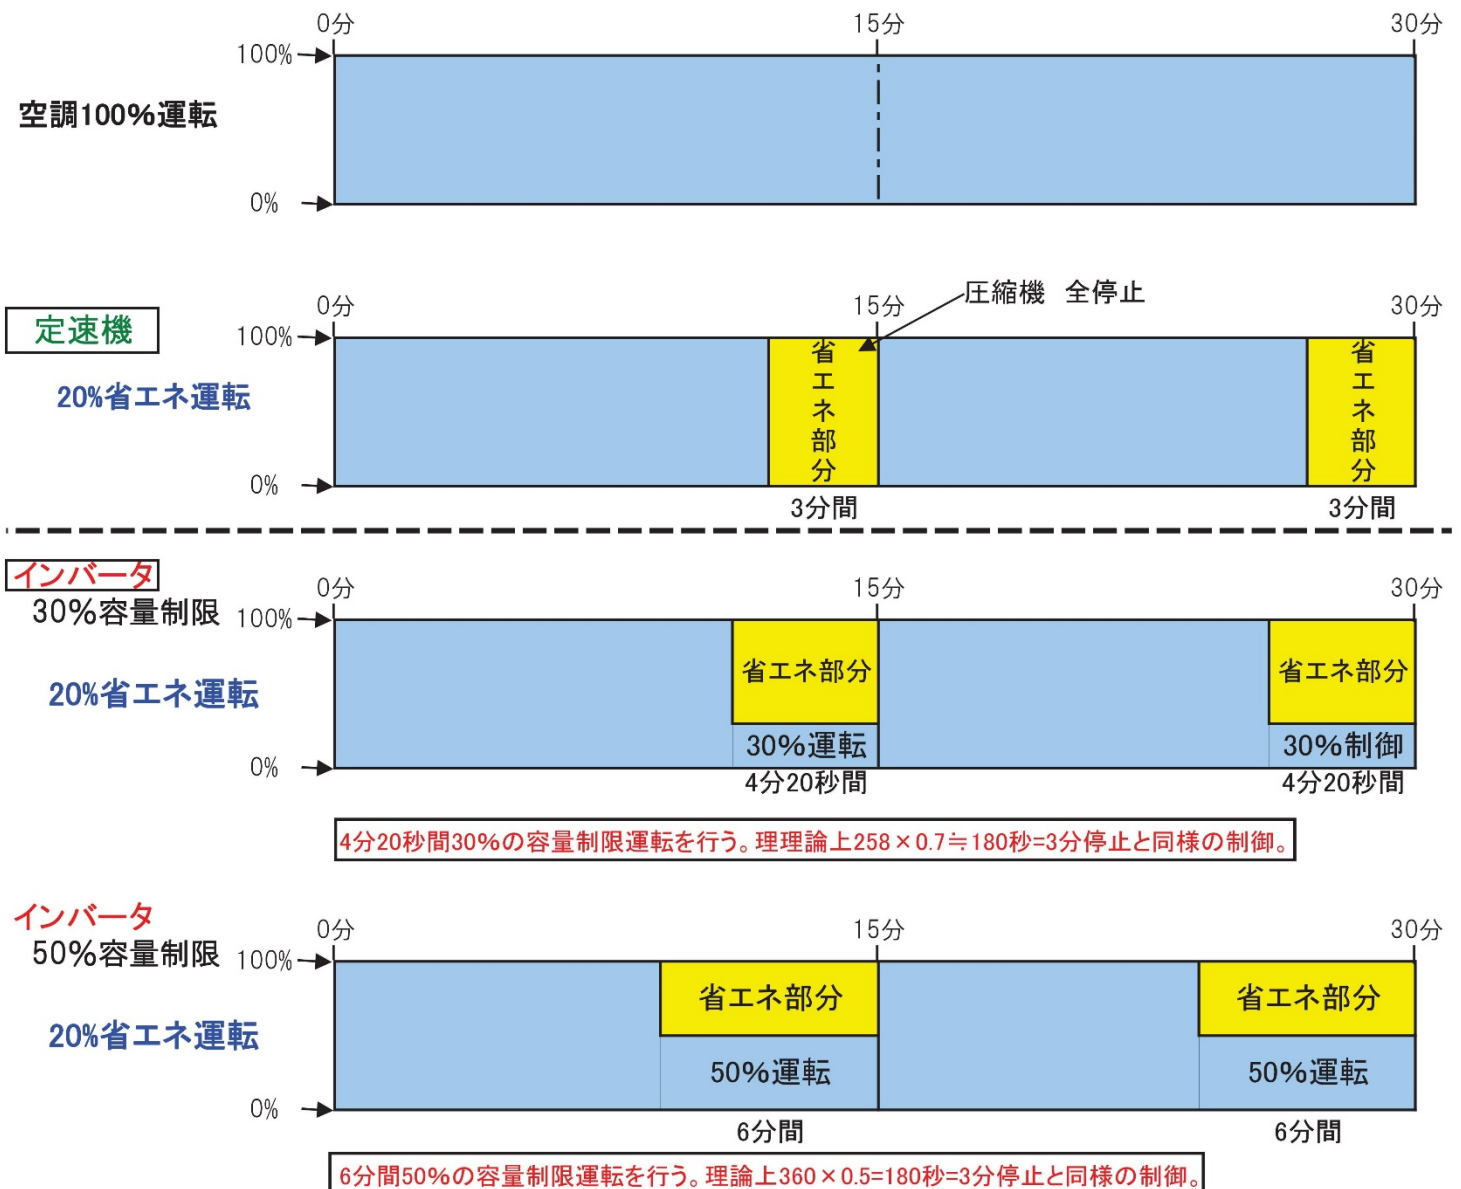 0分 15分 30分
100%
空調100%運転
0%
0分 15分 30分
圧縮機 全停止
定速機
100%
20%省エネ運転
省エネ部分 省エネ部分
0%
3分間 3分間
インバータ
0分 15分 30分
30%容量制限
100%
20%省エネ運転
省エネ部分 省エネ部分
30%運転 30%制御
0%
4分20秒間 4分20秒間
4分20秒間30%の容量制限運転を行う。理理論上258×0.7≒180秒=3分停止と同様の制御。
インバータ
0分 15分 30分
50%容量制限
100%
20%省エネ運転
省エネ部分 省エネ部分
50%運転 50%運転
0%
6分間 6分間
6分間50%の容量制限運転を行う。理論上360×0.5=180秒=3分停止と同様の制御。